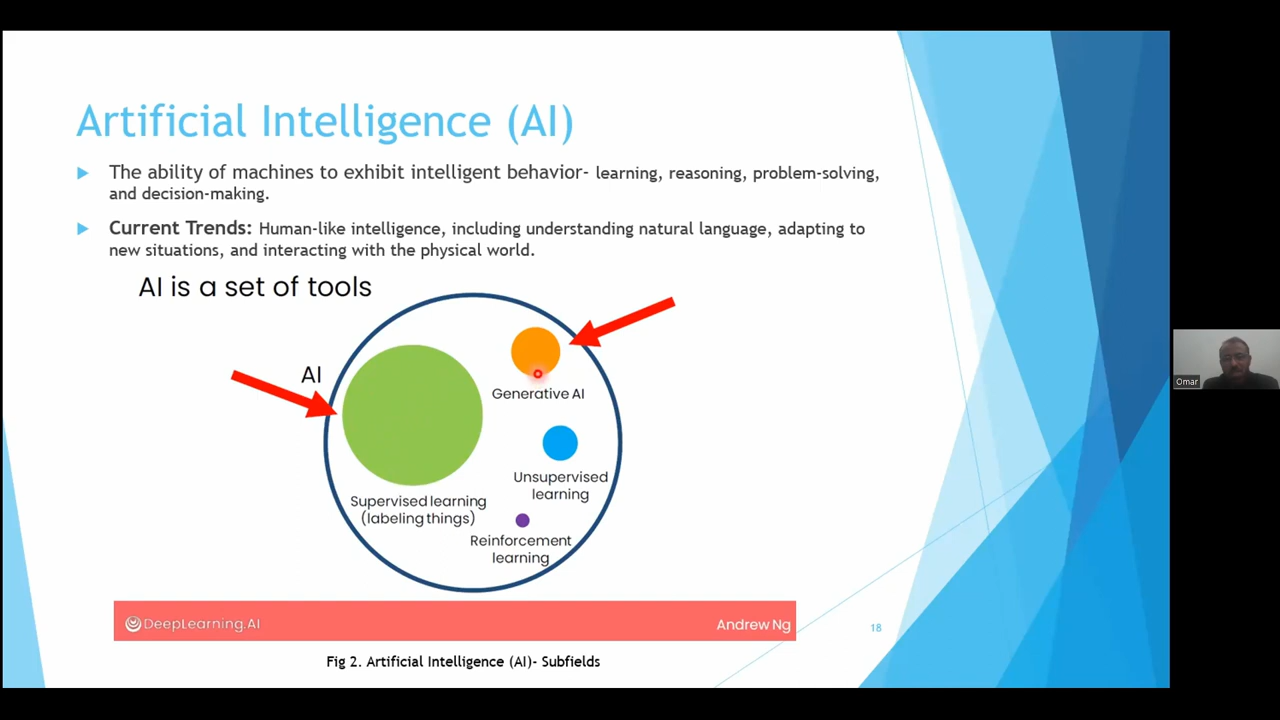 Artificial Intelligence (AI)
The ability of machines to exhibit intelligent behavior- learning, reasoning, problem-solving,
and decision-making.
Current Trends: Human-like intelligence, including understanding natural language, adapting to
new situations, and interacting with the physical world.
AI is a set of tools
AI
Generative AI
Unsupervised
learning
Supervised learning
(labeling things)
Reinforcement
learning
DeepLearning.AI
Andrew Ng
18
Fig 2. Artificial Intelligence (AI)- Subfields
Omar